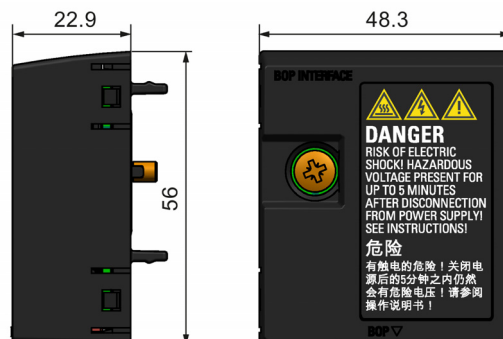 22.9
48.3
56
BOP INTERFACE
DANGER
RISK OF ELECTRIC
SHOCK! HAZARDOUS
VOLTAGE PRESENT FOR
UP TO 5 MINUTES
AFTER DISCONNECTION
FROM POWER SUPPLY!
SEE INSTRUCTIONS!
危险
有触电的危险！关闭电
源后的5分钟之内仍然
会有危险电压！请参阅
操作说明书！
BOP ▽